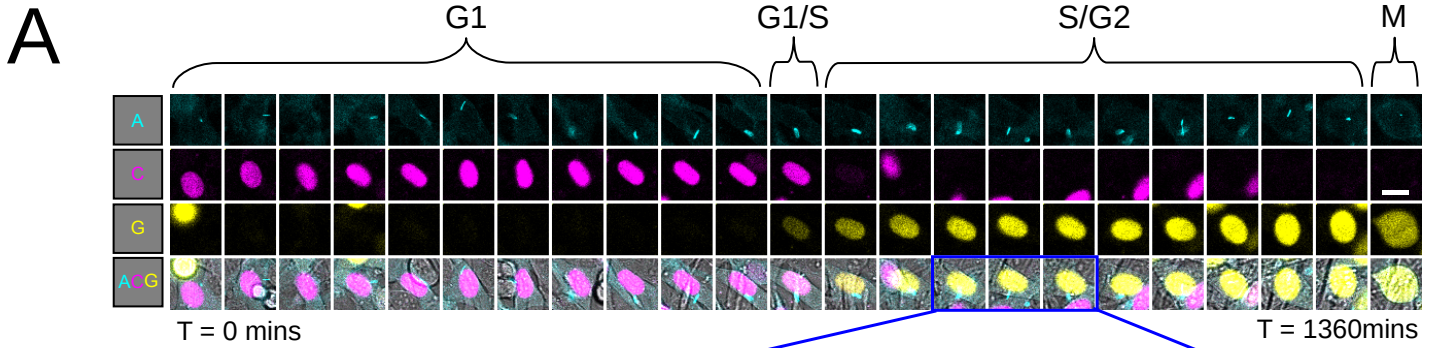 A
G1 G1/S S/G2 M
A
C
G
ACG
T = 0 mins T = 1360mins